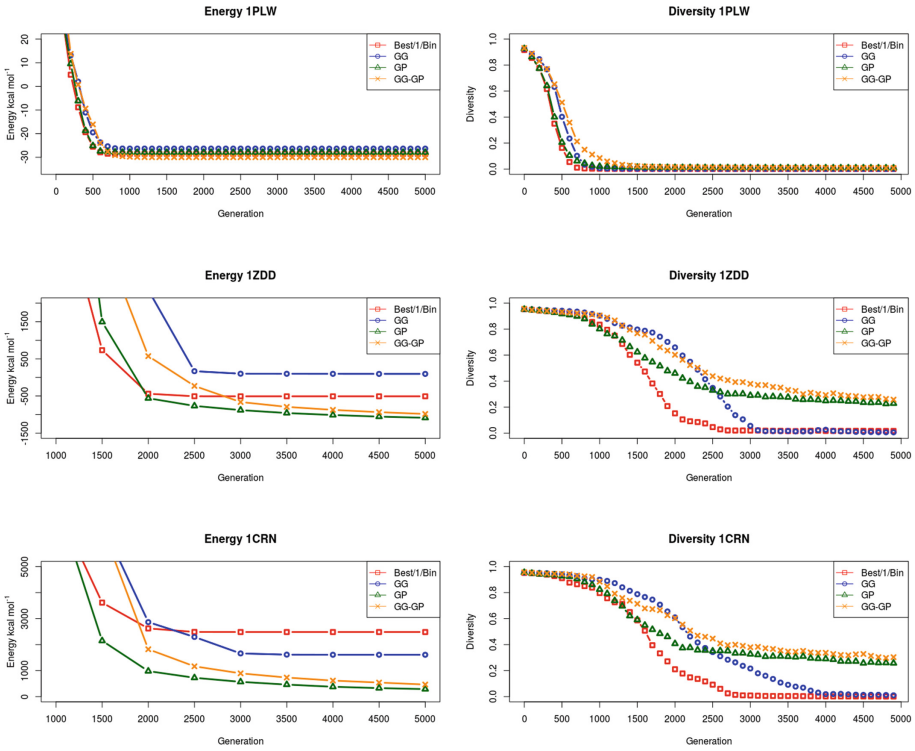 Energy 1PLW
Energy kcal mol⁻¹
20
10
0
-10
-20
-30
0 500 1000 1500 2000 2500 3000 3500 4000 4500 5000
Generation
Best/1/Bin
GG
GP
GG-GP
Diversity 1PLW
Diversity
1.0
0.8
0.6
0.4
0.2
0.0
0 500 1000 1500 2000 2500 3000 3500 4000 4500 5000
Generation
Best/1/Bin
GG
GP
GG-GP
Energy 1ZDD
Energy kcal mol⁻¹
1500
500
-500
-1500
1000 1500 2000 2500 3000 3500 4000 4500 5000
Generation
Best/1/Bin
GG
GP
GG-GP
Diversity 1ZDD
Diversity
1.0
0.8
0.6
0.4
0.2
0.0
0 500 1000 1500 2000 2500 3000 3500 4000 4500 5000
Generation
Best/1/Bin
GG
GP
GG-GP
Energy 1CRN
Energy kcal mol⁻¹
5000
3000
1000
0
1000 1500 2000 2500 3000 3500 4000 4500 5000
Generation
Best/1/Bin
GG
GP
GG-GP
Diversity 1CRN
Diversity
1.0
0.8
0.6
0.4
0.2
0.0
0 500 1000 1500 2000 2500 3000 3500 4000 4500 5000
Generation
Best/1/Bin
GG
GP
GG-GP